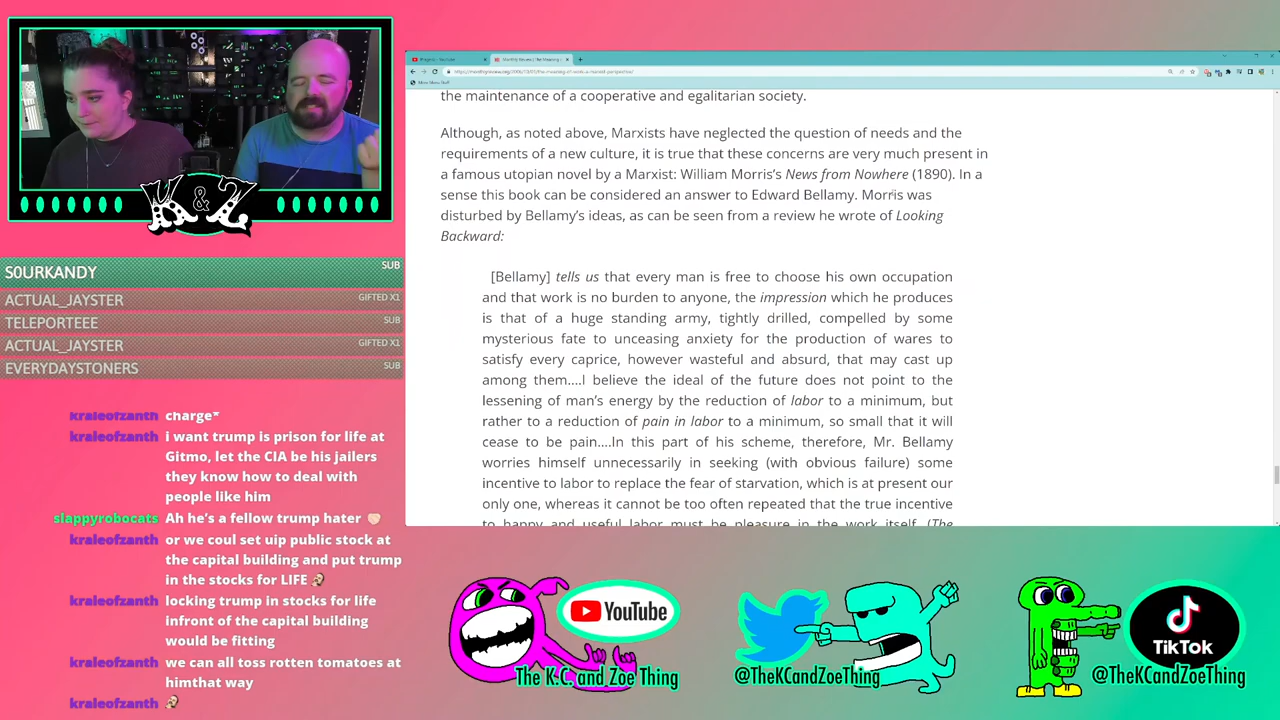 K&Z
S0URKANDY SUB
ACTUAL_JAYSTER GIFTED X1
TELEPORTEEE SUB
ACTUAL_JAYSTER GIFTED X1
EVERYDAYSTONERS SUB
kraleofzanth charge*
kraleofzanth i want trump is prison for life at
Gitmo, let the CIA be his jailers
they know how to deal with
people like him
slappyrobocats Ah he's a fellow trump hater
kraleofzanth or we coul set uip public stock at
the capital building and put trump
in the stocks for LIFE
kraleofzanth locking trump in stocks for life
infront of the capital building
would be fitting
kraleofzanth we can all toss rotten tomatoes at
himthat way
kraleofzanth
the maintenance of a cooperative and egalitarian society.
Although, as noted above, Marxists have neglected the question of needs and the
requirements of a new culture, it is true that these concerns are very much present in
a famous utopian novel by a Marxist: William Morris's News from Nowhere (1890). In a
sense this book can be considered an answer to Edward Bellamy. Morris was
disturbed by Bellamy's ideas, as can be seen from a review he wrote of Looking
Backward:
[Bellamy] tells us that every man is free to choose his own occupation
and that work is no burden to anyone, the impression which he produces
is that of a huge standing army, tightly drilled, compelled by some
mysterious fate to unceasing anxiety for the production of wares to
satisfy every caprice, however wasteful and absurd, that may cast up
among them....I believe the ideal of the future does not point to the
lessening of man's energy by the reduction of labor to a minimum, but
rather to a reduction of pain in labor to a minimum, so small that it will
cease to be pain....In this part of his scheme, therefore, Mr. Bellamy
worries himself unnecessarily in seeking (with obvious failure) some
incentive to labor to replace the fear of starvation, which is at present our
only one, whereas it cannot be too often repeated that the true incentive
to happy and useful labor must be pleasure in the work itself. (The
YouTube
The K.C. and Zoe Thing
@TheKCandZoeThing
TikTok
@TheKCandZoeThing